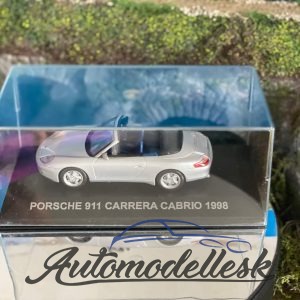 PORSCHE 911 CARRERA CABRIO 1998
Automodellesk